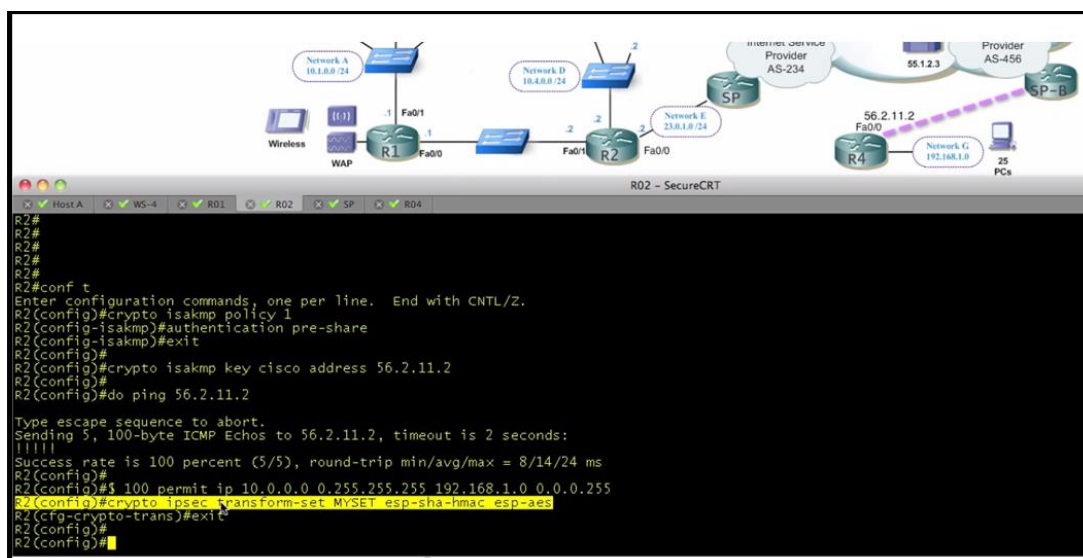 .2
Internet Service
Provider
AS-234
Provider
AS-456
55.1.2.3
Network A
10.1.0.0 /24
Network D
10.4.0.0 /24
SP
SP-B
.1 Fa0/1
.2
Network E
23.0.1.0 /24
56.2.11.2
Fa0/0
Wireless
WAP
R1
.1
Fa0/0
.2
Fa0/1
R2
.2
Fa0/0
R4
Network G
192.168.1.0
25
PCs
R02 - SecureCRT
Host A WS-4 R01 R02 SP R04
R2#
R2#
R2#
R2#
R2#
R2#conf t
Enter configuration commands, one per line. End with CNTL/Z.
R2(config)#crypto isakmp policy 1
R2(config-isakmp)#authentication pre-share
R2(config-isakmp)#exit
R2(config)#
R2(config)#crypto isakmp key cisco address 56.2.11.2
R2(config)#
R2(config)#do ping 56.2.11.2
Type escape sequence to abort.
Sending 5, 100-byte ICMP Echos to 56.2.11.2, timeout is 2 seconds:
!!!!!
Success rate is 100 percent (5/5), round-trip min/avg/max = 8/14/24 ms
R2(config)#
R2(config)#$ 100 permit ip 10.0.0.0 0.255.255.255 192.168.1.0 0.0.0.255
R2(config)#crypto ipsec transform-set MYSET esp-sha-hmac esp-aes
R2(cfg-crypto-trans)#exit
R2(config)#
R2(config)#